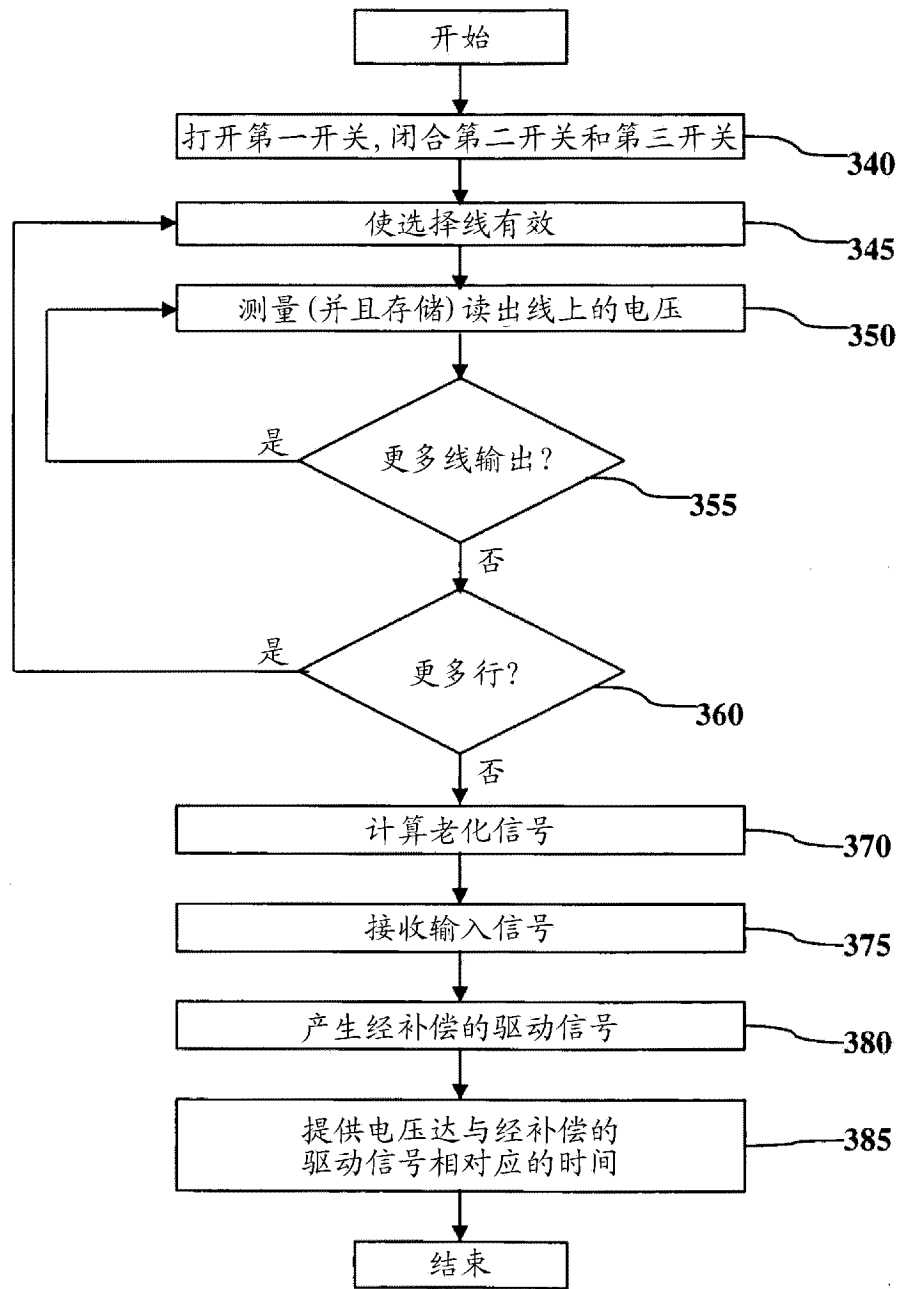 开始
打开第一开关,闭合第二开关和第三开关
340
使选择线有效
345
测量(并且存储)读出线上的电压
350
是
更多线输出?
355
否
是
更多行?
360
否
计算老化信号
370
接收输入信号
375
产生经补偿的驱动信号
380
提供电压达与经补偿的
驱动信号相对应的时间
385
结束